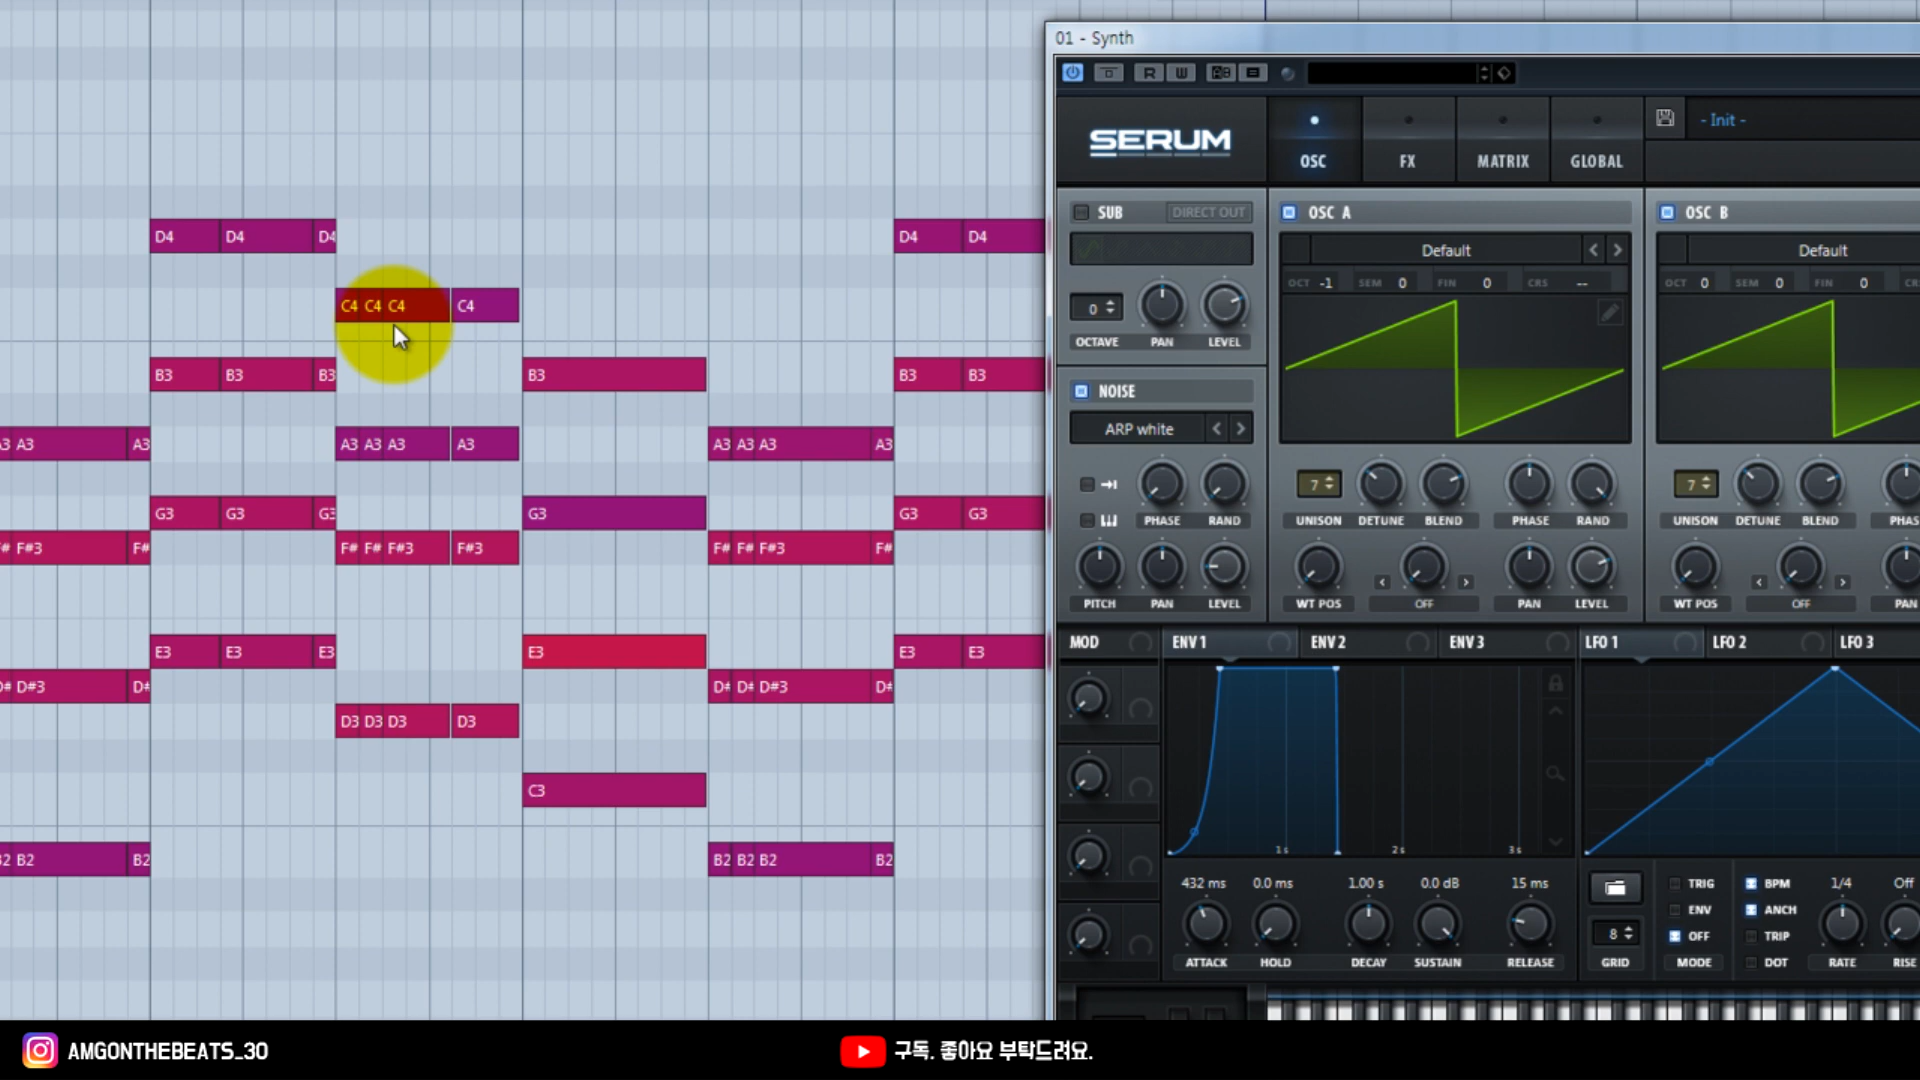 01 - Synth
R W
SERUM
OSC FX MATRIX GLOBAL
- Init -
SUB DIRECT OUT
OSC A
OSC B
Default
Default
OCT -1 SEM 0 FIN 0 CRS --
OCT 0 SEM 0 FIN 0
0
OCTAVE PAN LEVEL
NOISE
ARP white
PHASE RAND
PITCH PAN LEVEL
7
UNISON DETUNE BLEND PHASE RAND
WT POS OFF PAN LEVEL
7
UNISON DETUNE BLEND
WT POS OFF PAN
MOD ENV 1 ENV 2 ENV 3 LFO 1 LFO 2 LFO 3
1s 2s 3s
432 ms 0.0 ms 1.00 s 0.0 dB 15 ms
ATTACK HOLD DECAY SUSTAIN RELEASE
8
GRID
TRIG BPM 1/4 Off
ENV ANCH
OFF TRIP
MODE DOT RATE RISE
D4 D4 D4 D4 D4
C4 C4 C4 C4
B3 B3 B3 B3 B3 B3
A3 A3 A3 A3 A3 A3 A3 A3 A3 A3 A3
G3 G3 G3 G3 G3 G3
F#3 F# F# F# F#3 F#3 F# F# F#3 F#
E3 E3 E3 E3 E3 E3
D#3 D# D# D# D#3 D#
D3 D3 D3 D3
C3
B2 B2 B2 B2 B2 B2 B2
AMGONTHEBEATS_30
구독. 좋아요 부탁드려요.